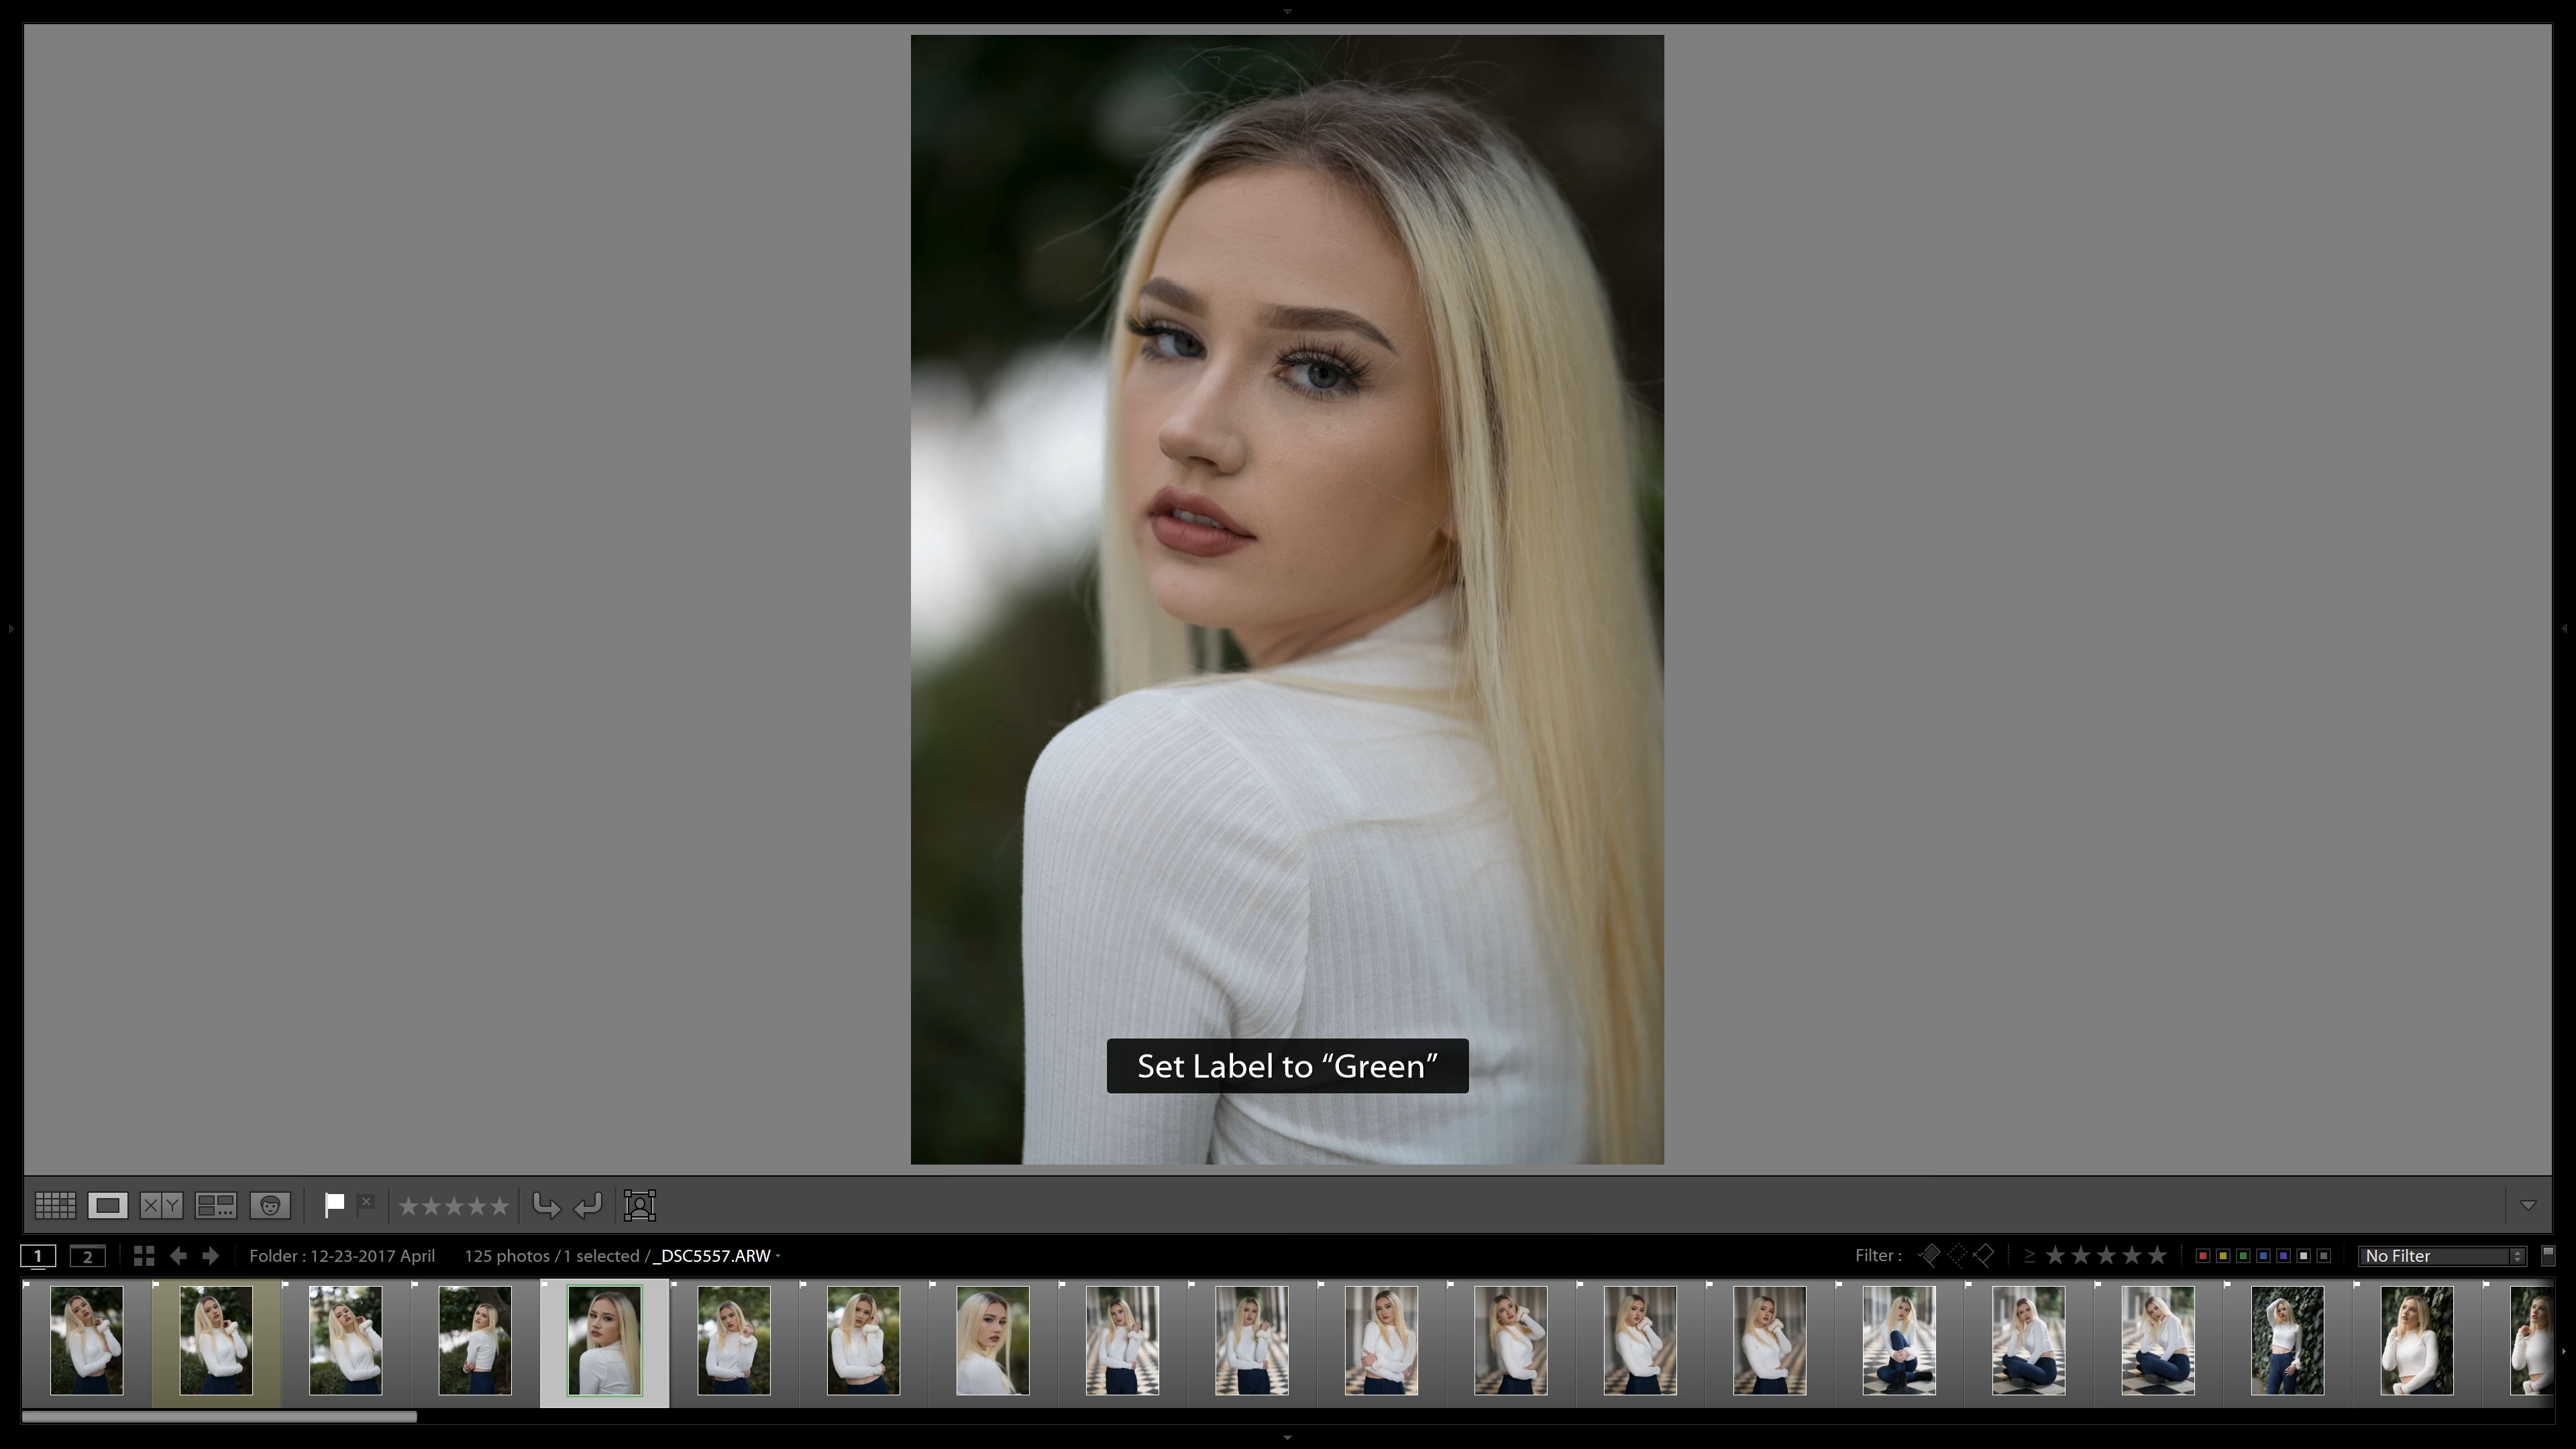 Set Label to “Green”
X Y
1 2 Folder : 12-23-2017 April 125 photos / 1 selected / _DSC5557.ARW Filter : ≥ No Filter